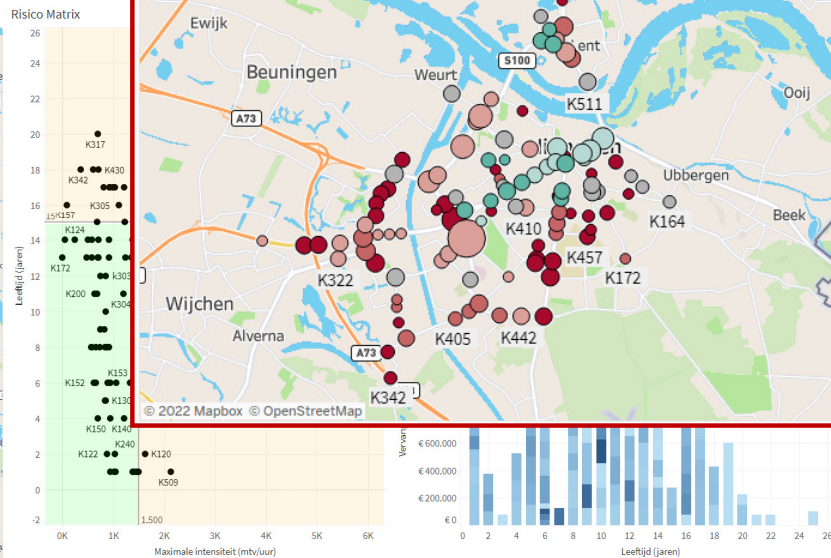 Risico Matrix
Leeftijd (jaren)
26
24
22
20
18
16
15
14
12
10
8
6
4
2
0
-2
K317
K342
K430
K157
K305
K124
K172
k303
K200
K304
K153
K152
K130
K150
K140
K240
K122
K120
K509
1.500
0K
1K
2K
3K
4K
5K
6K
Maximale intensiteit (mtv/uur)
Ewijk
Beuningen
Weurt
S100
Lent
Ooij
A73
K511
Ubbergen
K164
Beek
K410
K457
K172
K322
Wijchen
Alverna
K405
K442
A73
K342
© 2022 Mapbox © OpenStreetMap
€ 600.000
€ 400.000
€ 200.000
€ 0
0
2
4
6
8
10
12
14
16
18
20
22
24
26
Leeftijd (jaren)